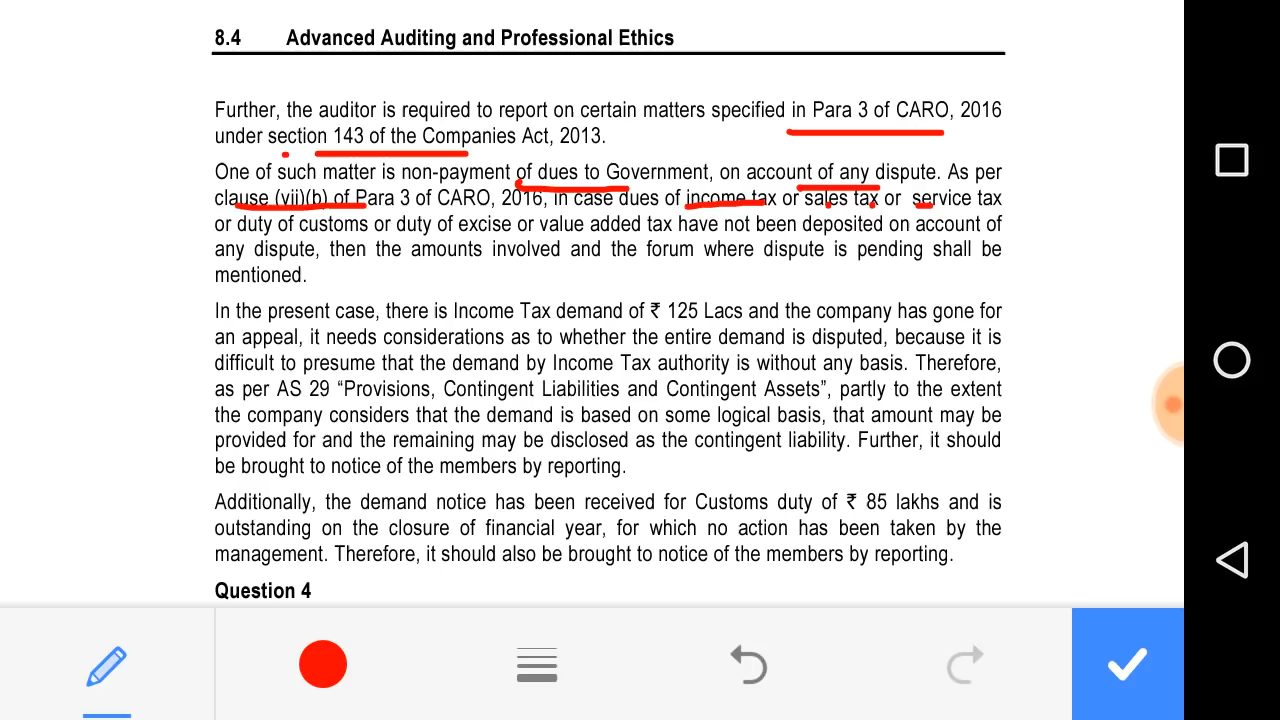 8.4 Advanced Auditing and Professional Ethics
Further, the auditor is required to report on certain matters specified in Para 3 of CARO, 2016
under section 143 of the Companies Act, 2013.
One of such matter is non-payment of dues to Government, on account of any dispute. As per
clause (vii)(b) of Para 3 of CARO, 2016, in case dues of income tax or sales tax or service tax
or duty of customs or duty of excise or value added tax have not been deposited on account of
any dispute, then the amounts involved and the forum where dispute is pending shall be
mentioned.
In the present case, there is Income Tax demand of ₹ 125 Lacs and the company has gone for
an appeal, it needs considerations as to whether the entire demand is disputed, because it is
difficult to presume that the demand by Income Tax authority is without any basis. Therefore,
as per AS 29 “Provisions, Contingent Liabilities and Contingent Assets”, partly to the extent
the company considers that the demand is based on some logical basis, that amount may be
provided for and the remaining may be disclosed as the contingent liability. Further, it should
be brought to notice of the members by reporting.
Additionally, the demand notice has been received for Customs duty of ₹ 85 lakhs and is
outstanding on the closure of financial year, for which no action has been taken by the
management. Therefore, it should also be brought to notice of the members by reporting.
Question 4